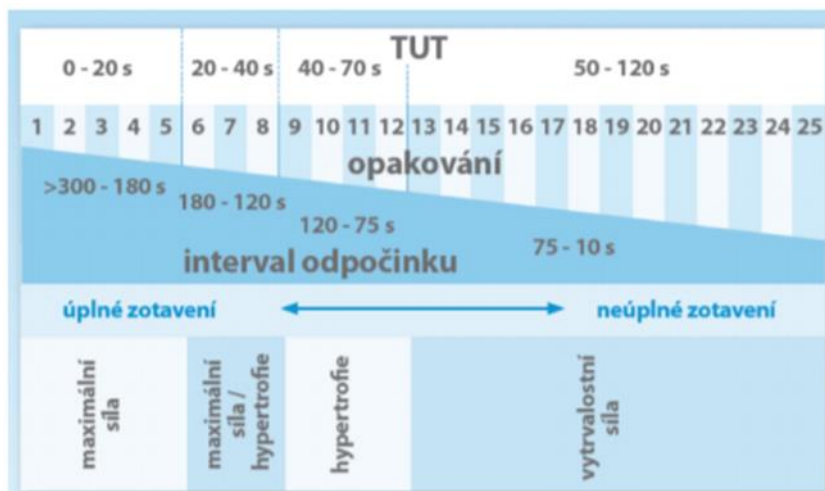 TUT
0 - 20 s 20 - 40 s 40 - 70 s 50 - 120 s
1 2 3 4 5 6 7 8 9 10 11 12 13 14 15 16 17 18 19 20 21 22 23 24 25
opakování
>300 - 180 s
180 - 120 s
120 - 75 s
75 - 10 s
interval odpočinku
úplné zotavení neúplné zotavení
maximální
síla
maximální
síla /
hypertrofie
hypertrofie
vytrvalostní
síla